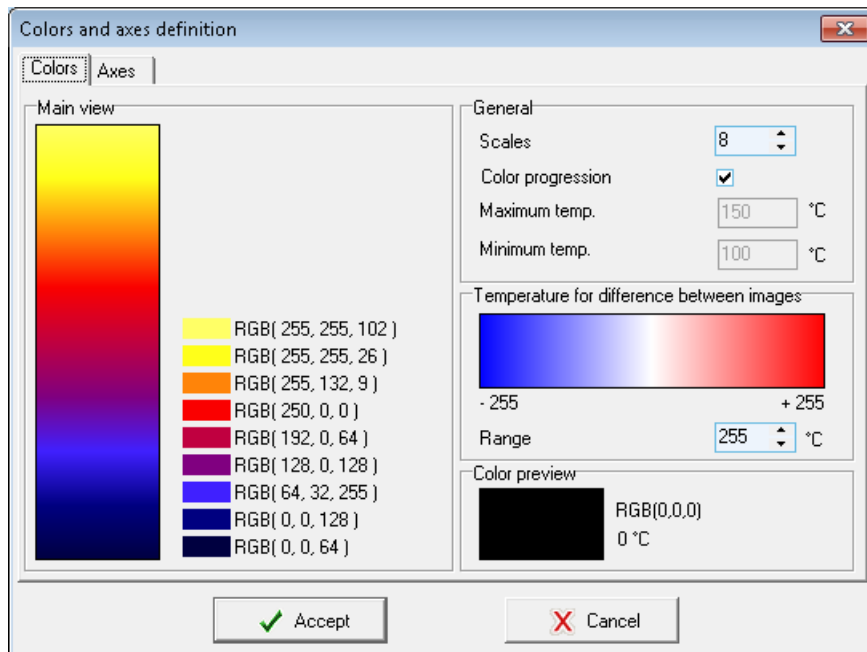 Colors and axes definition
Colors Axes
Main view
RGB( 255, 255, 102 )
RGB( 255, 255, 26 )
RGB( 255, 132, 9 )
RGB( 250, 0, 0 )
RGB( 192, 0, 64 )
RGB( 128, 0, 128 )
RGB( 64, 32, 255 )
RGB( 0, 0, 128 )
RGB( 0, 0, 64 )
General
Scales 8
Color progression
Maximum temp. 150 °C
Minimum temp. 100 °C
Temperature for difference between images
- 255 + 255
Range 255 °C
Color preview
RGB(0,0,0)
0 °C
Accept Cancel